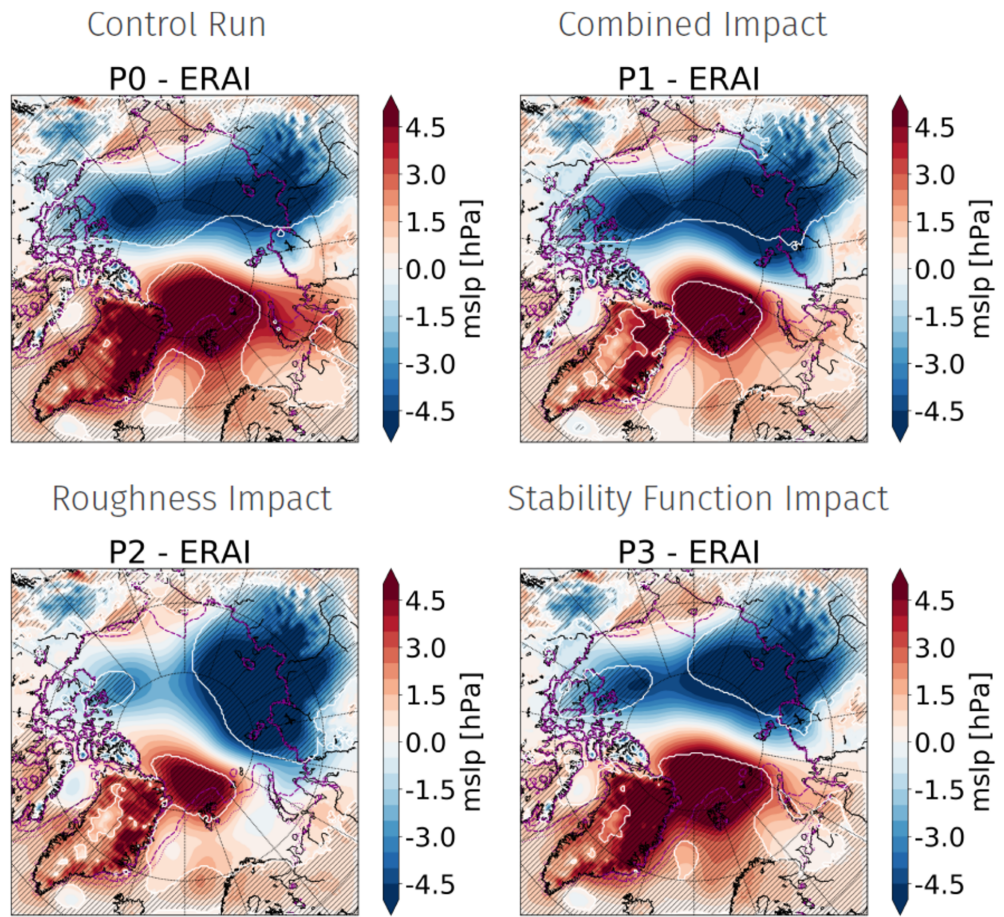 Control Run
Combined Impact
P0 - ERAI
P1 - ERAI
4.5
3.0
1.5
0.0
-1.5
-3.0
-4.5
mslp [hPa]
4.5
3.0
1.5
0.0
-1.5
-3.0
-4.5
mslp [hPa]
Roughness Impact
Stability Function Impact
P2 - ERAI
P3 - ERAI
4.5
3.0
1.5
0.0
-1.5
-3.0
-4.5
mslp [hPa]
4.5
3.0
1.5
0.0
-1.5
-3.0
-4.5
mslp [hPa]